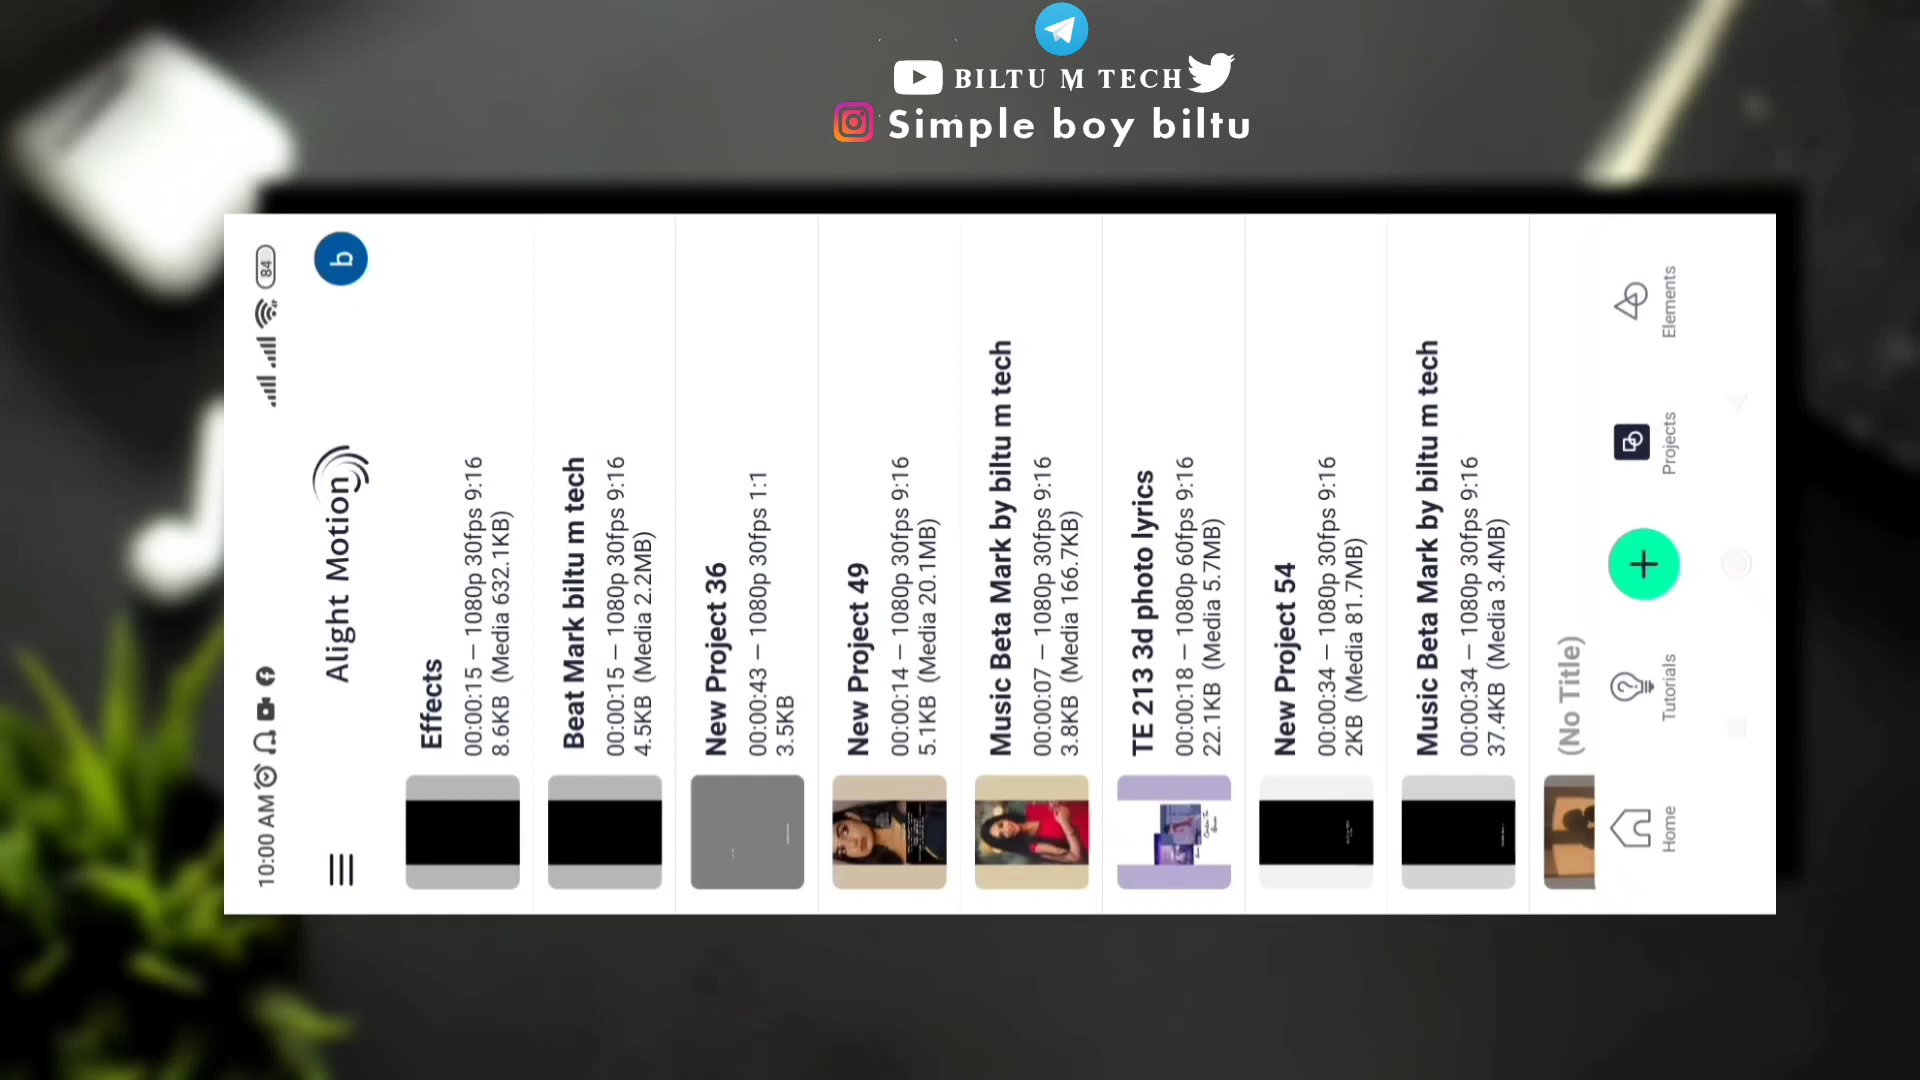 BILTU M TECH
Simple boy biltu
10:00 AM
84
Alight Motion
b
Effects
00:00:15 — 1080p 30fps 9:16
8.6KB (Media 632.1KB)
Beat Mark biltu m tech
00:00:15 — 1080p 30fps 9:16
4.5KB (Media 2.2MB)
New Project 36
00:00:43 — 1080p 30fps 1:1
3.5KB
New Project 49
00:00:14 — 1080p 30fps 9:16
5.1KB (Media 20.1MB)
Music Beta Mark by biltu m tech
00:00:07 — 1080p 30fps 9:16
3.8KB (Media 166.7KB)
TE 213 3d photo lyrics
00:00:18 — 1080p 60fps 9:16
22.1KB (Media 5.7MB)
New Project 54
00:00:34 — 1080p 30fps 9:16
2KB (Media 81.7MB)
Music Beta Mark by biltu m tech
00:00:34 — 1080p 30fps 9:16
37.4KB (Media 3.4MB)
(No Title)
Home
Tutorials
Projects
Elements